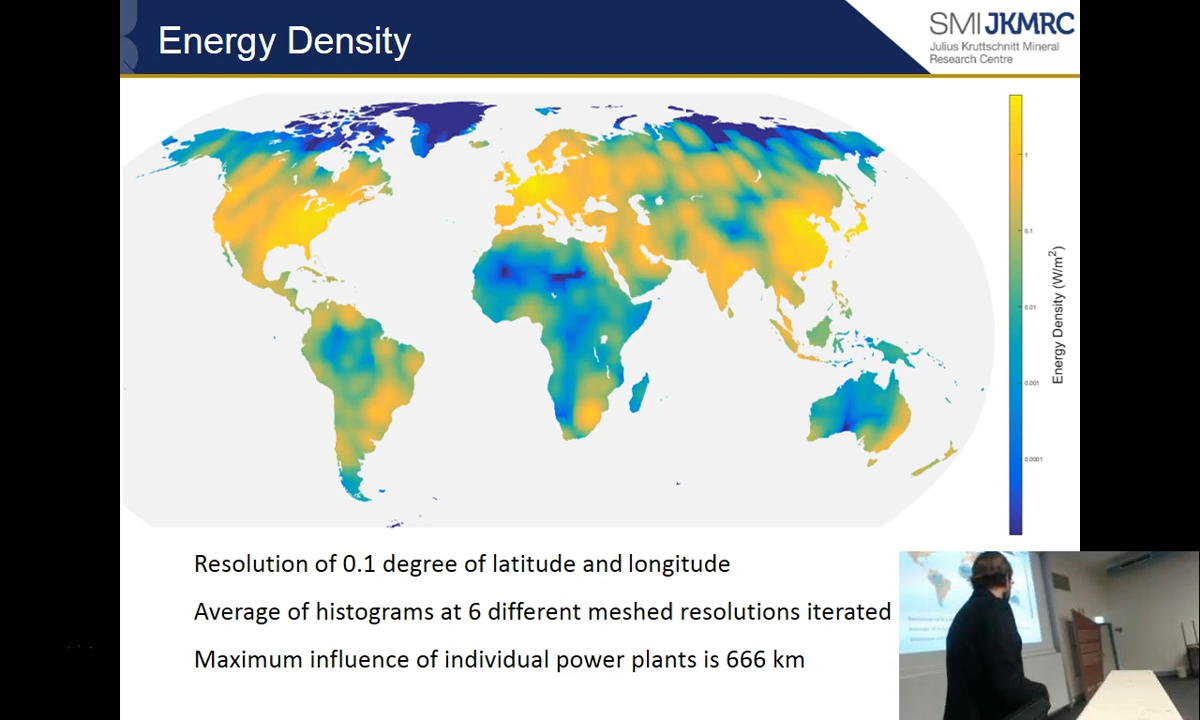 Energy Density
SMI JKMRC
Julius Kruttschnitt Mineral
Research Centre
1
0.1
0.01
0.001
0.0001
Energy Density (W/m²)
Resolution of 0.1 degree of latitude and longitude
Average of histograms at 6 different meshed resolutions iterated
Maximum influence of individual power plants is 666 km